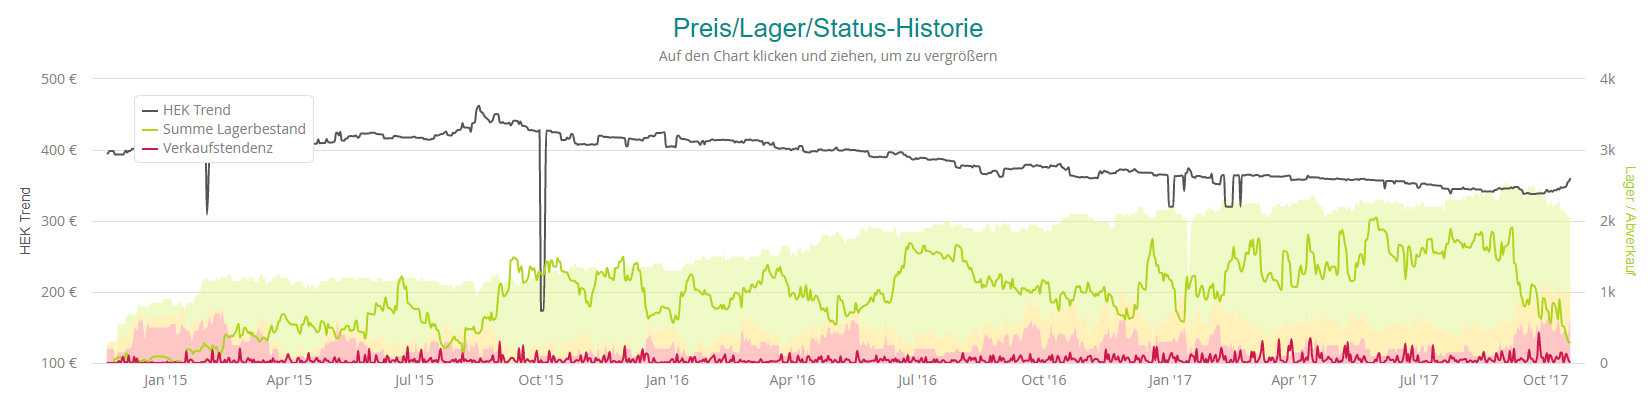 Preis/Lager/Status-Historie
Auf den Chart klicken und ziehen, um zu vergrößern
500 €
400 €
300 €
200 €
100 €
HEK Trend
HEK Trend
Summe Lagerbestand
Verkaufstendenz
4k
3k
2k
1k
0
Lager / Abverkauf
Jan '15
Apr '15
Jul '15
Oct '15
Jan '16
Apr '16
Jul '16
Oct '16
Jan '17
Apr '17
Jul '17
Oct '17